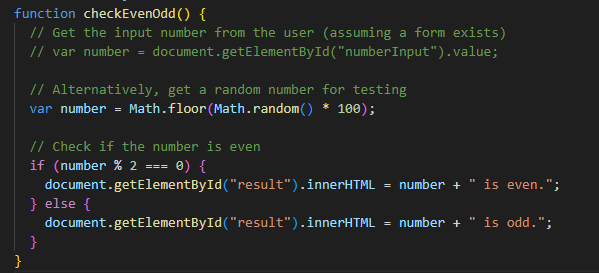 function checkEvenOdd() {
  // Get the input number from the user (assuming a form exists)
  // var number = document.getElementById("numberInput").value;

  // Alternatively, get a random number for testing
  var number = Math.floor(Math.random() * 100);

  // Check if the number is even
  if (number % 2 === 0) {
    document.getElementById("result").innerHTML = number + " is even.";
  } else {
    document.getElementById("result").innerHTML = number + " is odd.";
  }
}